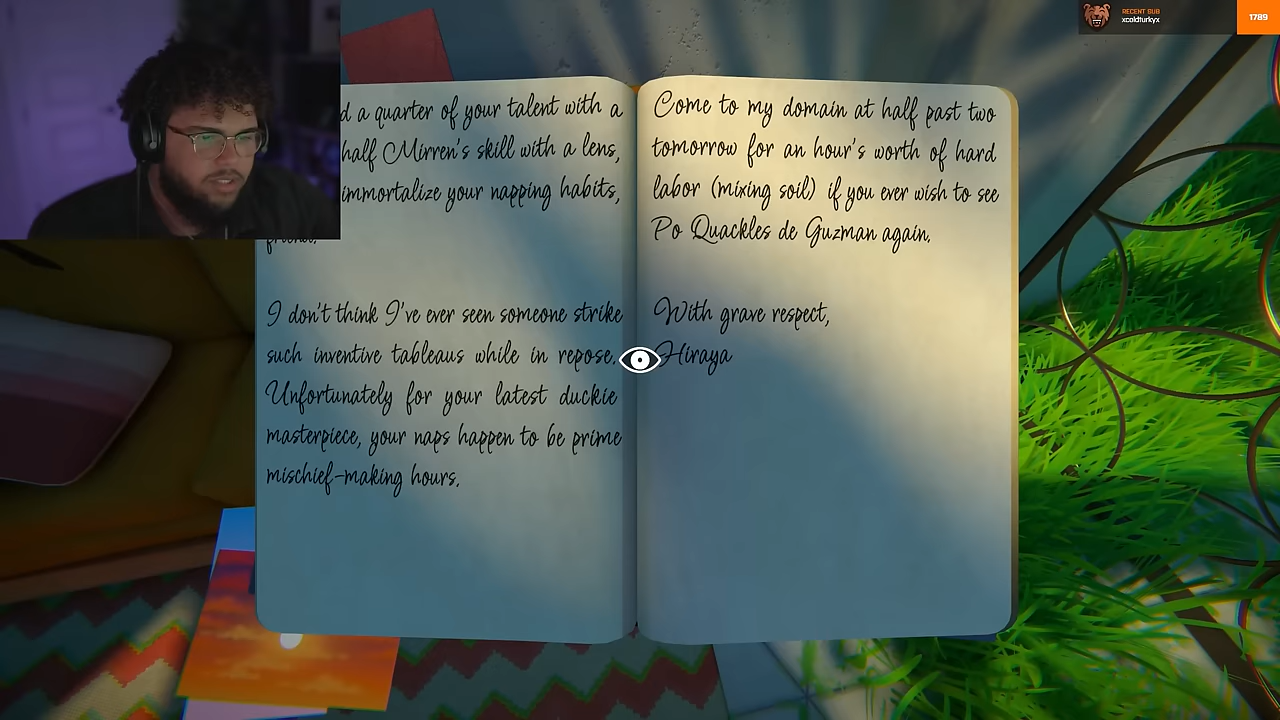 RECENT SUB
xcoldturkyx
1789
d a quarter of your talent with a
half Mirren's skill with a lens,
immortalize your napping habits,
friend.
I don't think I've ever seen someone strike
such inventive tableaus while in repose.
Unfortunately for your latest duckie
masterpiece, your naps happen to be prime
mischief-making hours.
Come to my domain at half past two
tomorrow for an hour's worth of hard
labor (mixing soil) if you ever wish to see
Po Quackles de Guzman again.
With grave respect,
Hiraya